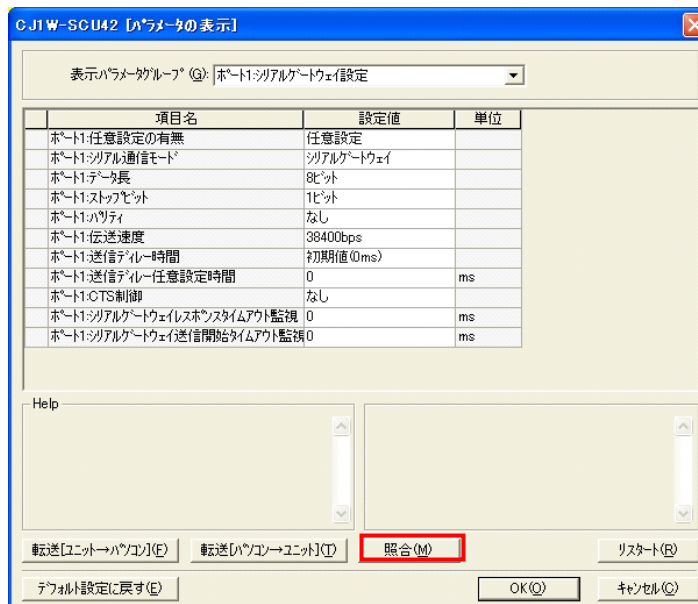 CJ1W-SCU42 [パラメータの表示]
表示パラメータグループ(G): ポート1:シリアルゲートウェイ設定
項目名 設定値 単位
ポート1:任意設定の有無 任意設定
ポート1:シリアル通信モード シリアルゲートウェイ
ポート1:データ長 8ビット
ポート1:ストップビット 1ビット
ポート1:パリティ なし
ポート1:伝送速度 38400bps
ポート1:送信ディレー時間 初期値(0ms)
ポート1:送信ディレー任意設定時間 0 ms
ポート1:CTS制御 なし
ポート1:シリアルゲートウェイレスポンスタイムアウト監視 0 ms
ポート1:シリアルゲートウェイ送信開始タイムアウト監視 0 ms
Help
転送[ユニット→パソコン](F) 転送[パソコン→ユニット](T) 照合(M) リスタート(R)
デフォルト設定に戻す(E) OK(O) キャンセル(C)